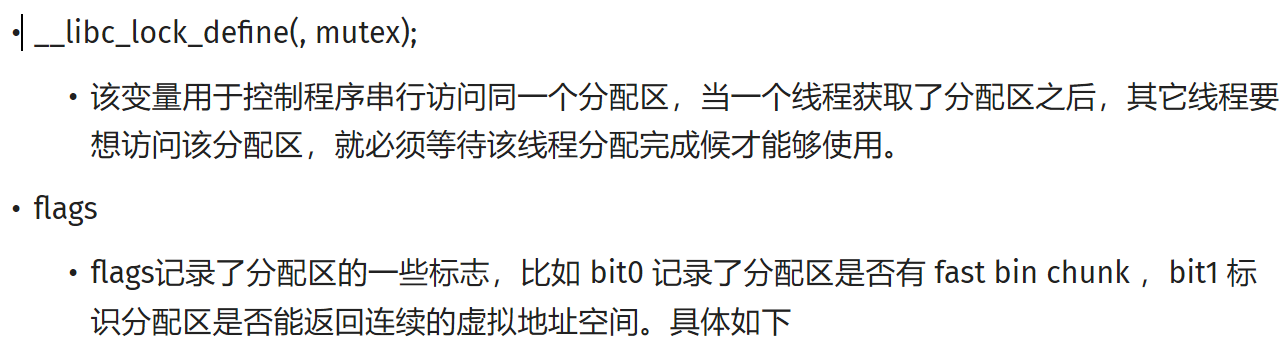 • __libc_lock_define(, mutex);
• 该变量用于控制程序串行访问同一个分配区，当一个线程获取了分配区之后，其它线程要
想访问该分配区，就必须等待该线程分配完成候才能够使用。
• flags
• flags记录了分配区的一些标志，比如 bit0 记录了分配区是否有 fast bin chunk ，bit1 标
识分配区是否能返回连续的虚拟地址空间。具体如下